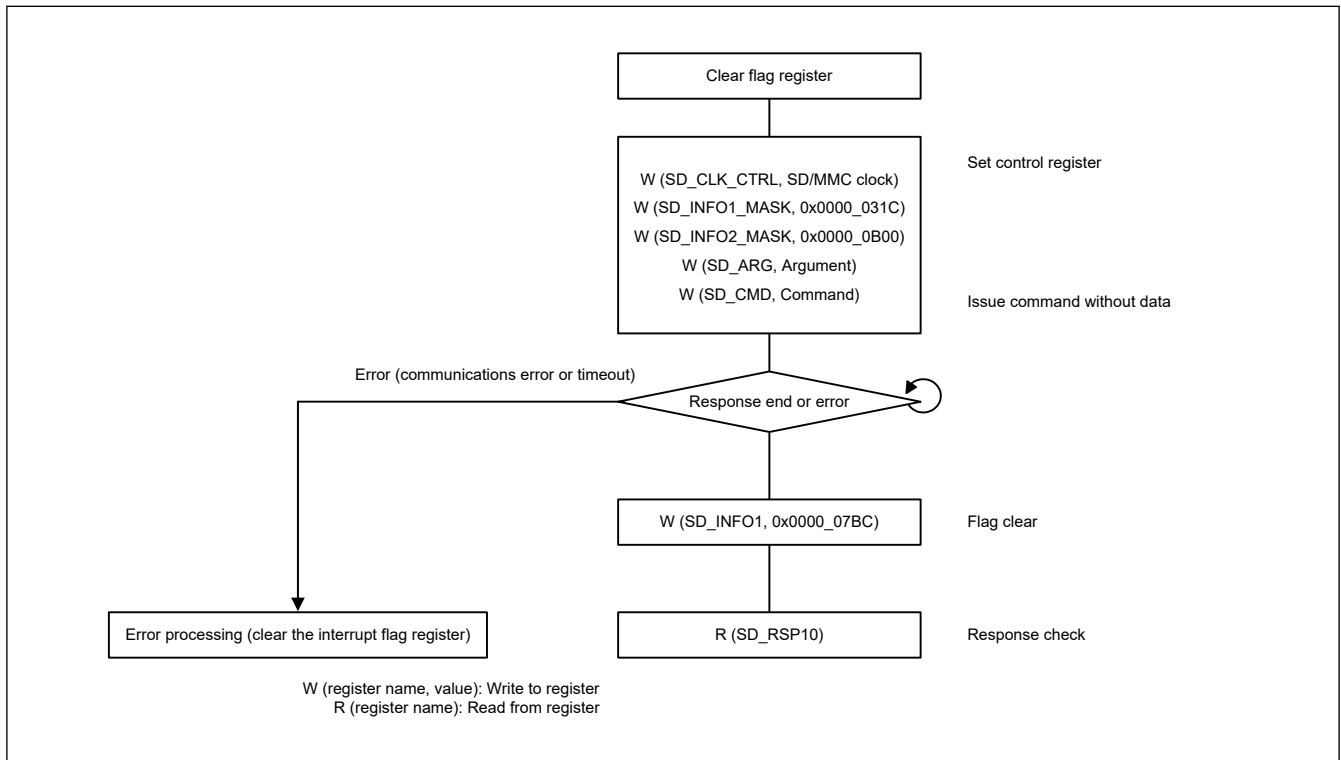 Clear flag register
Set control register
W (SD_CLK_CTRL, SD/MMC clock)
W (SD_INFO1_MASK, 0x0000_031C)
W (SD_INFO2_MASK, 0x0000_0B00)
W (SD_ARG, Argument)
W (SD_CMD, Command)
Issue command without data
Error (communications error or timeout)
Response end or error
W (SD_INFO1, 0x0000_07BC)
Flag clear
Error processing (clear the interrupt flag register)
R (SD_RSP10)
Response check
W (register name, value): Write to register
R (register name): Read from register